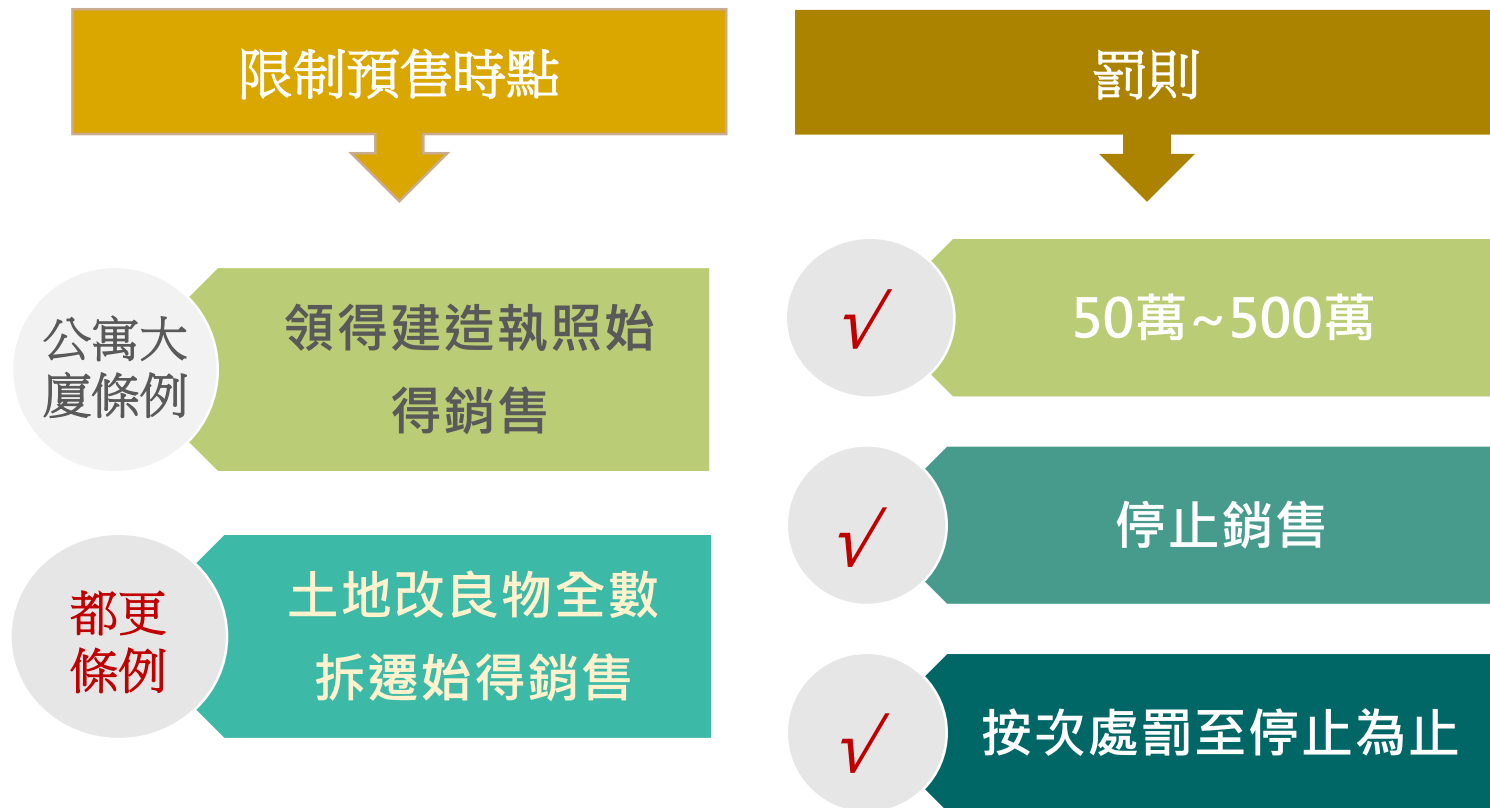 限制預售時點
公寓大
廈條例
領得建造執照始
得銷售
都更
條例
土地改良物全數
拆遷始得銷售
罰則
√
50萬~500萬
√
停止銷售
√
按次處罰至停止為止